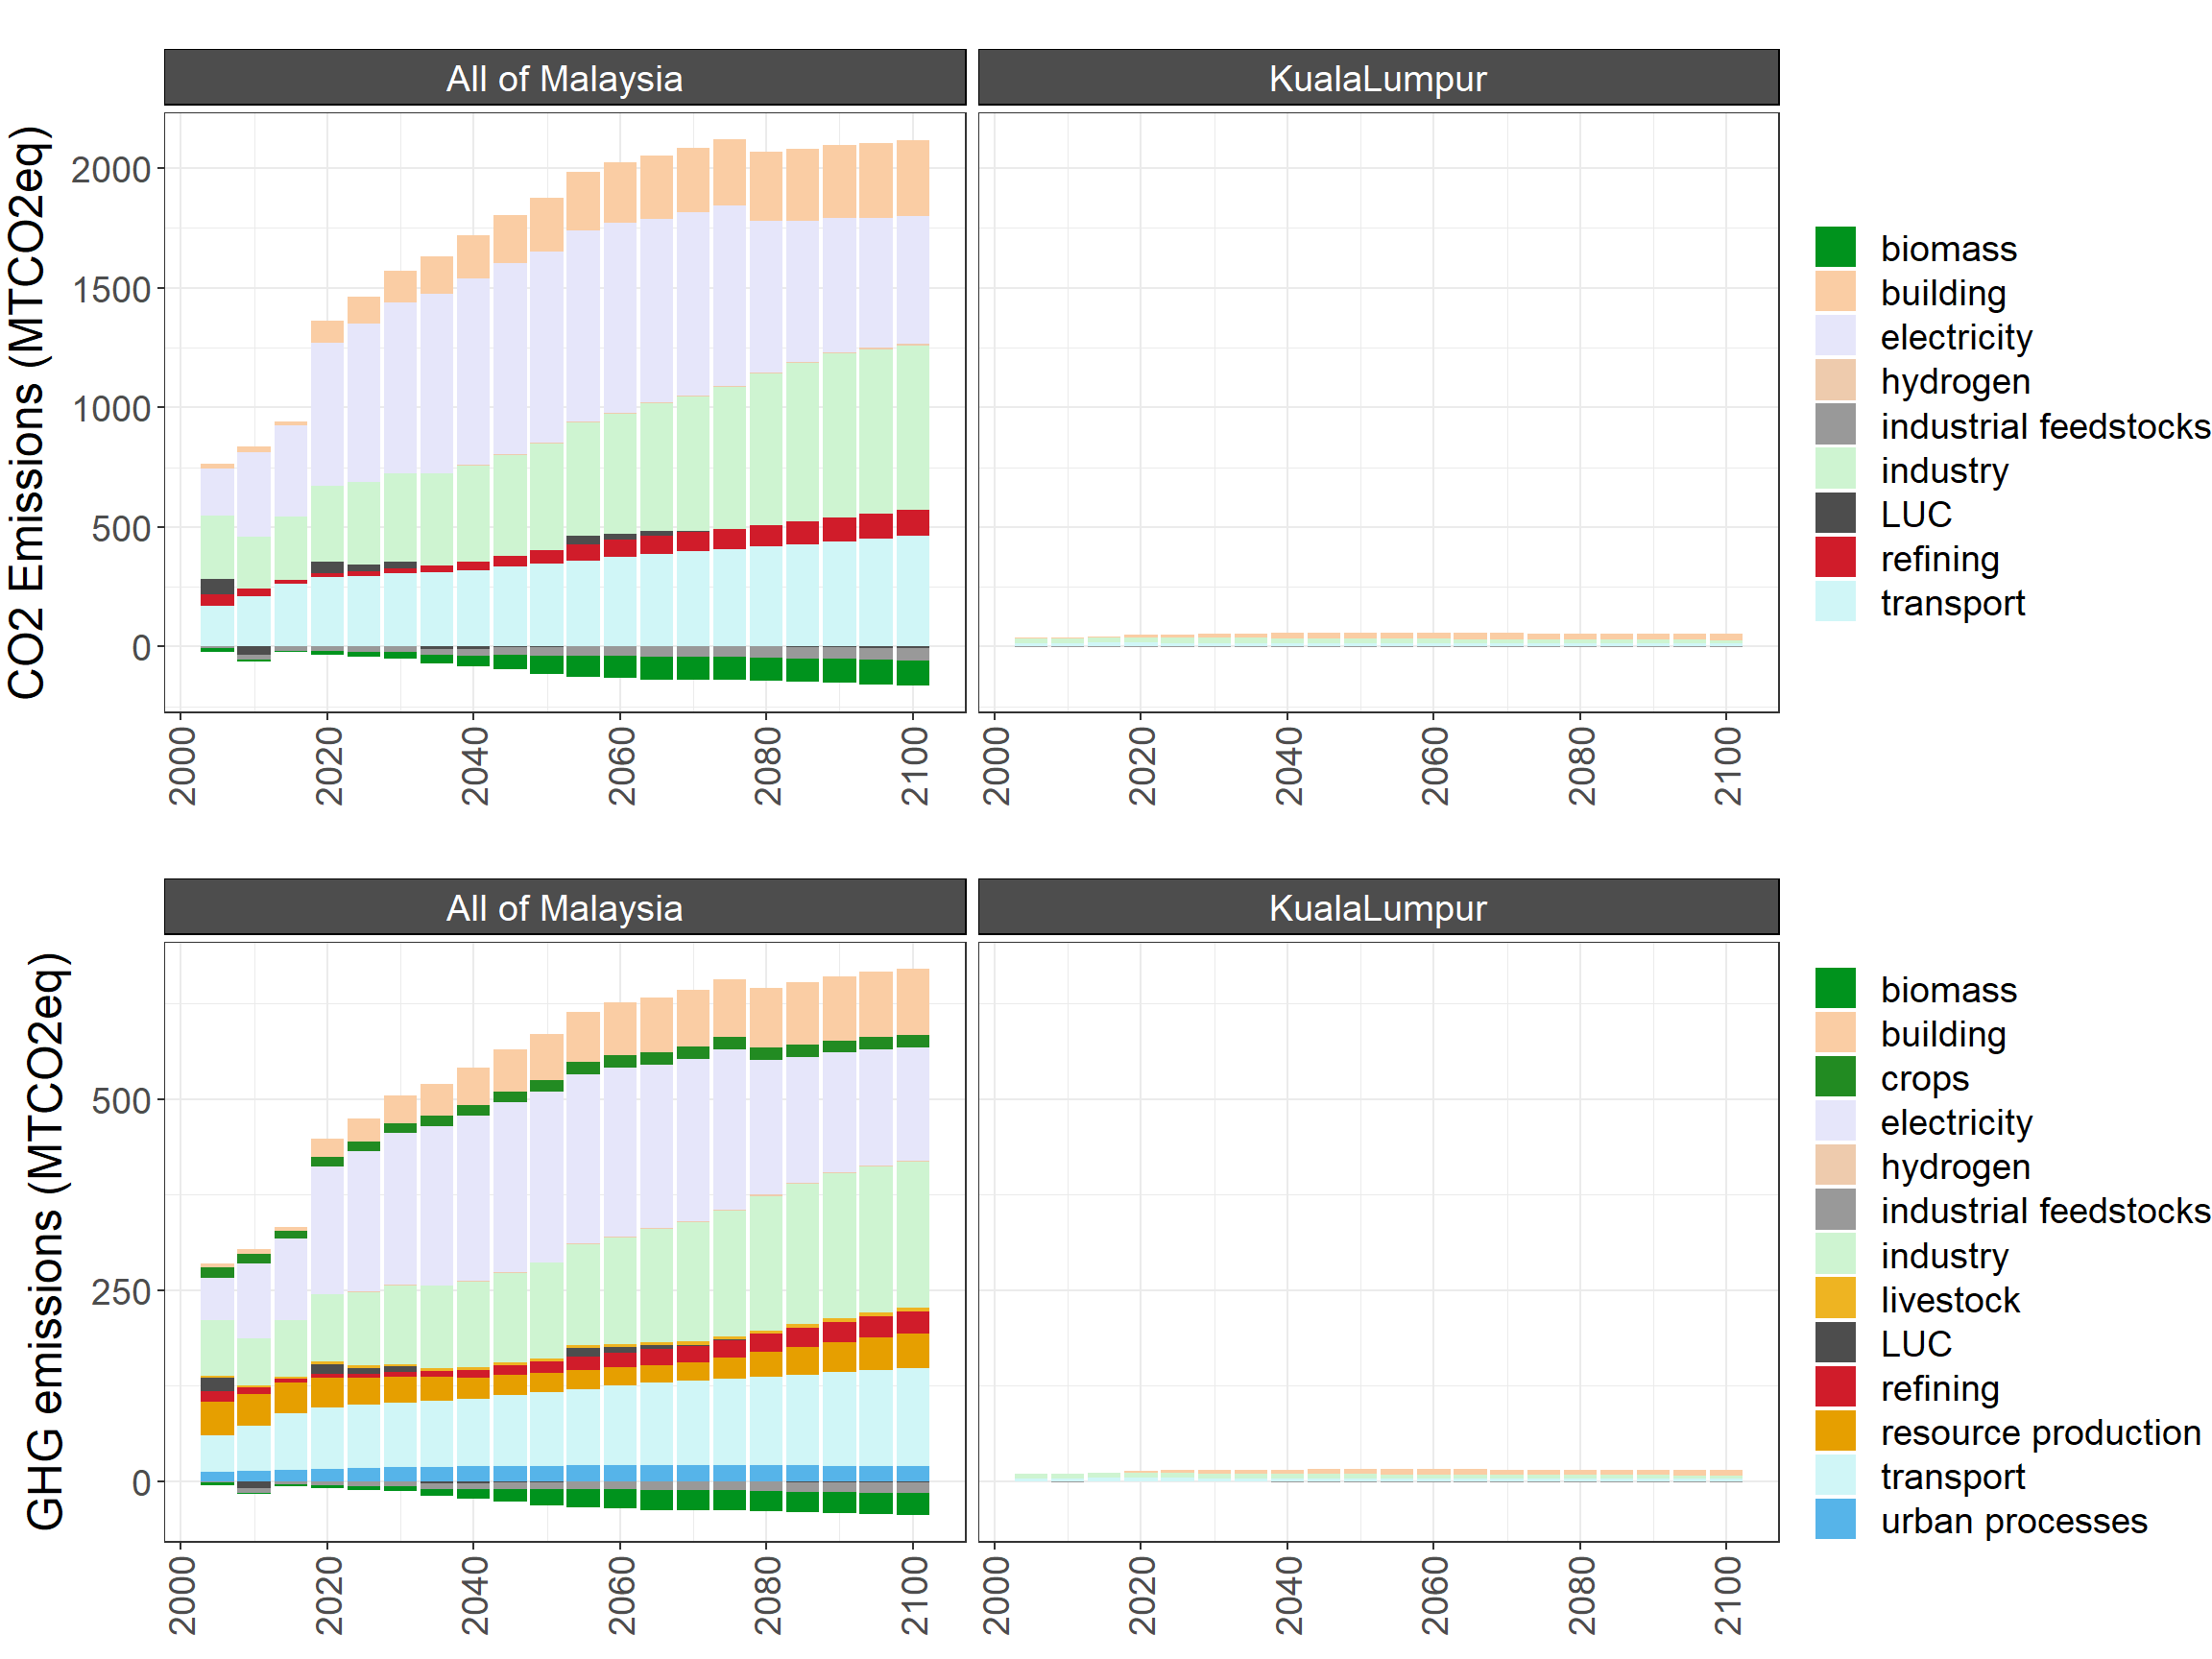 All of Malaysia
KualaLumpur
CO2 Emissions (MTCO2eq)
2000
1500
1000
500
0
2000
2020
2040
2060
2080
2100
2000
2020
2040
2060
2080
2100
biomass
building
electricity
hydrogen
industrial feedstocks
industry
LUC
refining
transport
All of Malaysia
KualaLumpur
GHG emissions (MTCO2eq)
500
250
0
2000
2020
2040
2060
2080
2100
2000
2020
2040
2060
2080
2100
biomass
building
crops
electricity
hydrogen
industrial feedstocks
industry
livestock
LUC
refining
resource production
transport
urban processes